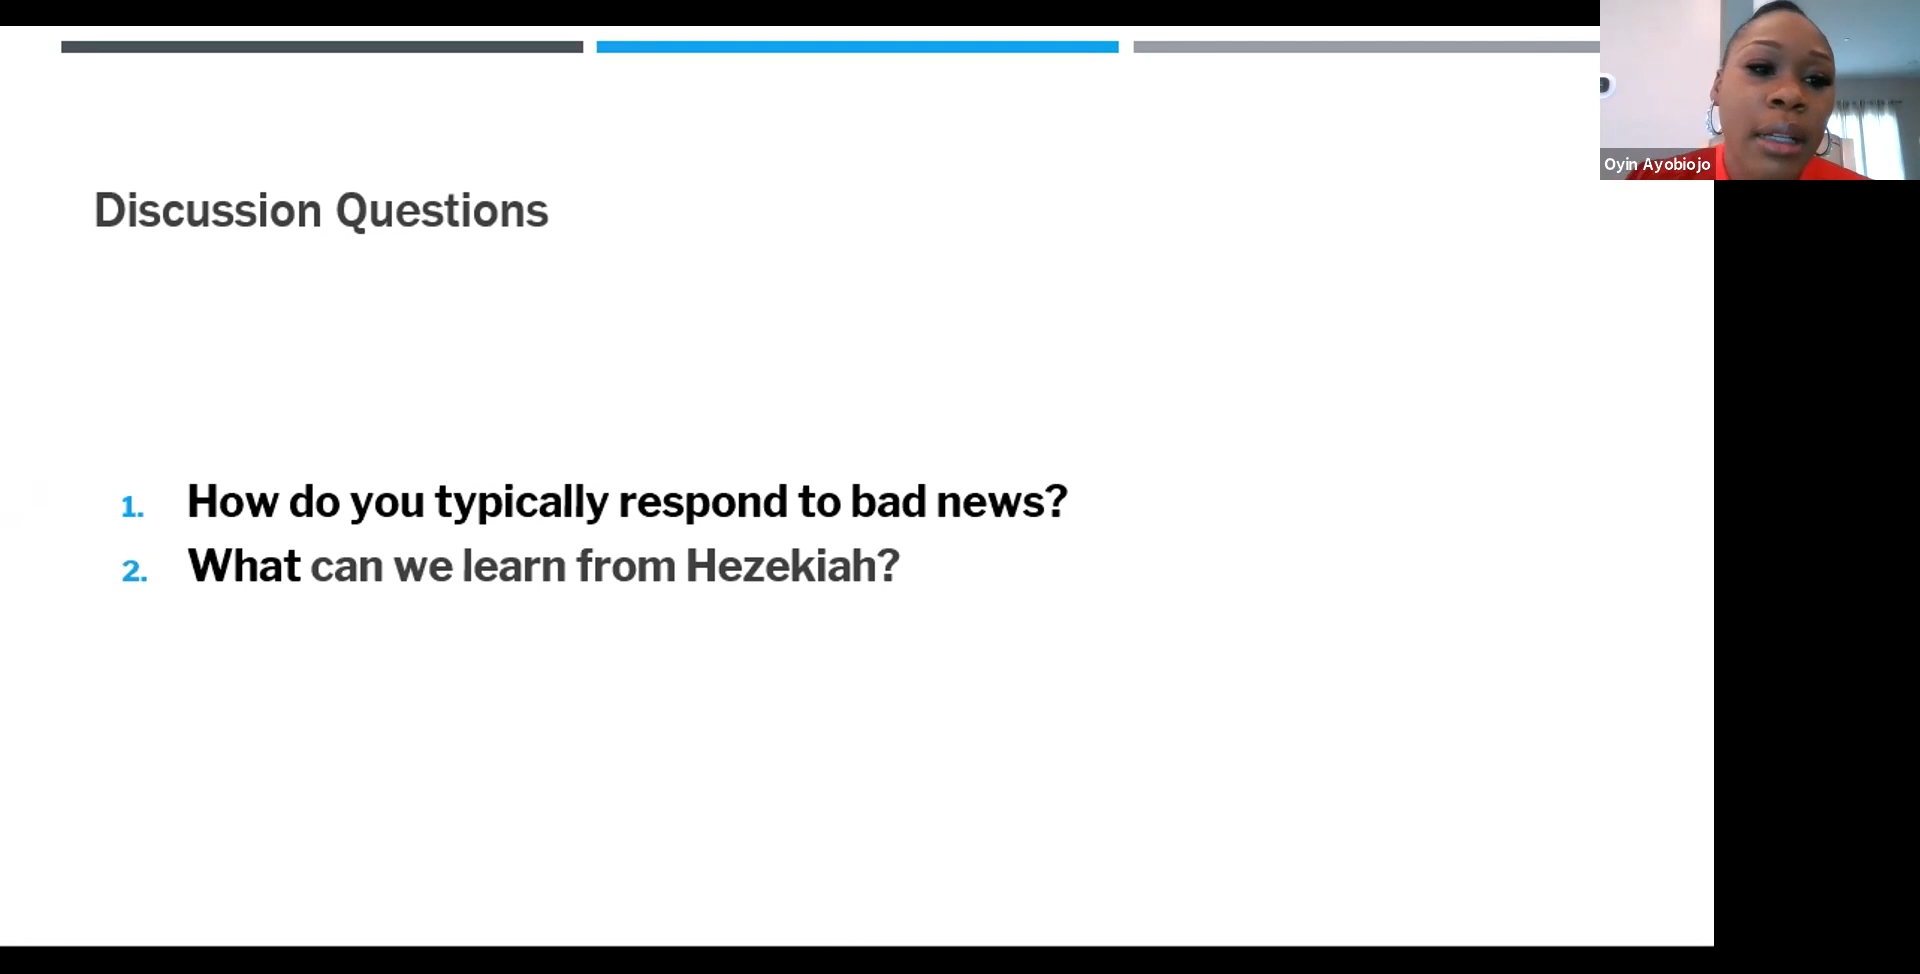 Oyin Ayobiojo
Discussion Questions
1. How do you typically respond to bad news?
2. What can we learn from Hezekiah?